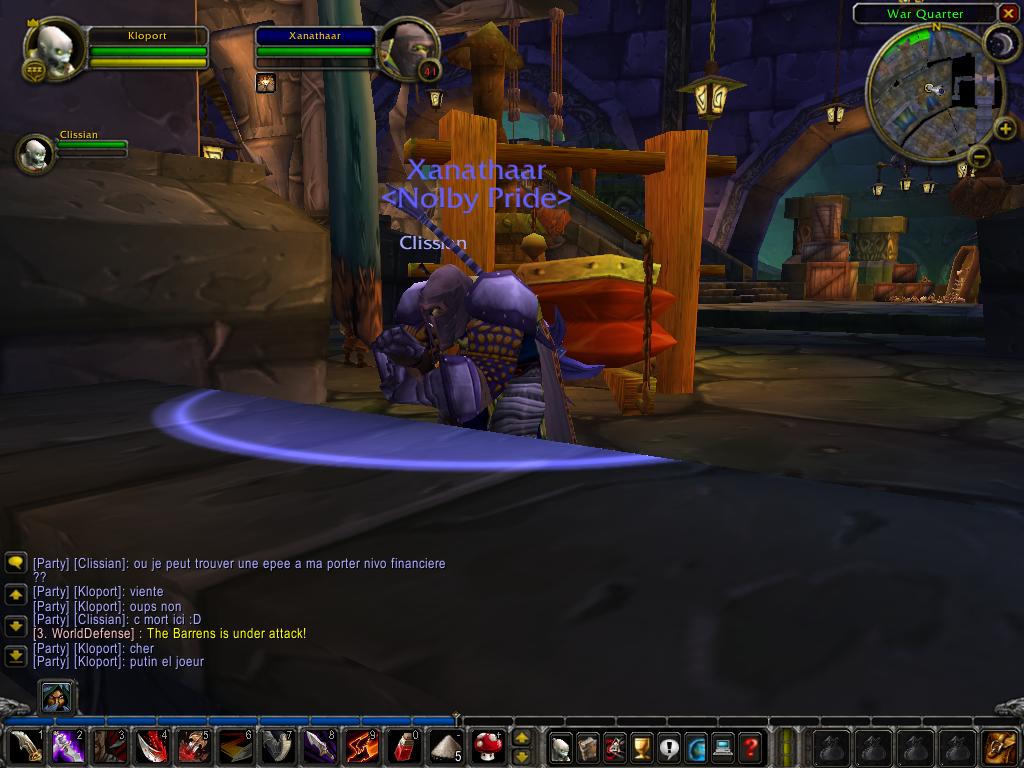 War Quarter
Kloport
Xanathaar
N
zzz
41
Clissian
Xanathaar
<Nolby Pride>
Clissian
[Party] [Clissian]: ou je peut trouver une epee a ma porter nivo financiere
??
[Party] [Kloport]: viente
[Party] [Kloport]: oups non
[Party] [Clissian]: c mort ici :D
[3. WorldDefense] : The Barrens is under attack!
[Party] [Kloport]: cher
[Party] [Kloport]: putin el joeur
1 2 3 4 5 6 7 8 9 0
5